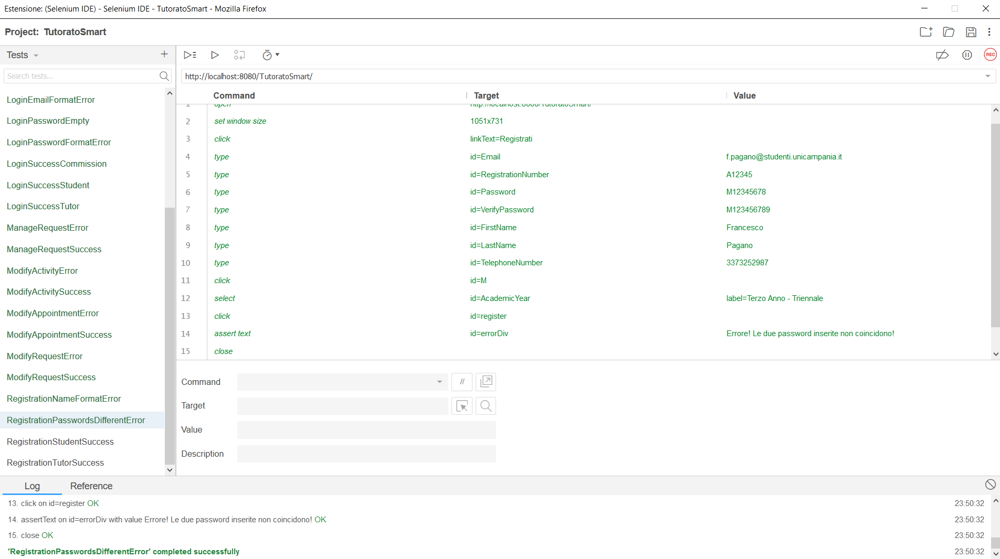 Estensione: (Selenium IDE) - Selenium IDE - TutoratoSmart - Mozilla Firefox
Project: TutoratoSmart
Tests
REC
Search tests...
http://localhost:8080/TutoratoSmart/
Command Target Value
LoginEmailFormatError
LoginPasswordEmpty
LoginPasswordFormatError
LoginSuccessCommission
LoginSuccessStudent
LoginSuccessTutor
ManageRequestError
ManageRequestSuccess
ModifyActivityError
ModifyActivitySuccess
ModifyAppointmentError
ModifyAppointmentSuccess
ModifyRequestError
ModifyRequestSuccess
RegistrationNameFormatError
RegistrationPasswordsDifferentError
RegistrationStudentSuccess
RegistrationTutorSuccess
1 open http://localhost:8080/TutoratoSmart/
2 set window size 1051x731
3 click linkText=Registrati
4 type id=Email f.pagano@studenti.unicampania.it
5 type id=RegistrationNumber A12345
6 type id=Password M12345678
7 type id=VerifyPassword M123456789
8 type id=FirstName Francesco
9 type id=LastName Pagano
10 type id=TelephoneNumber 3373252987
11 click id=M
12 select id=AcademicYear label=Terzo Anno - Triennale
13 click id=register
14 assert text id=errorDiv Errore! Le due password inserite non coincidono!
15 close
Command //
Target
Value
Description
Log Reference
13. click on id=register OK 23:50:32
14. assertText on id=errorDiv with value Errore! Le due password inserite non coincidono! OK 23:50:32
15. close OK 23:50:32
'RegistrationPasswordsDifferentError' completed successfully 23:50:32